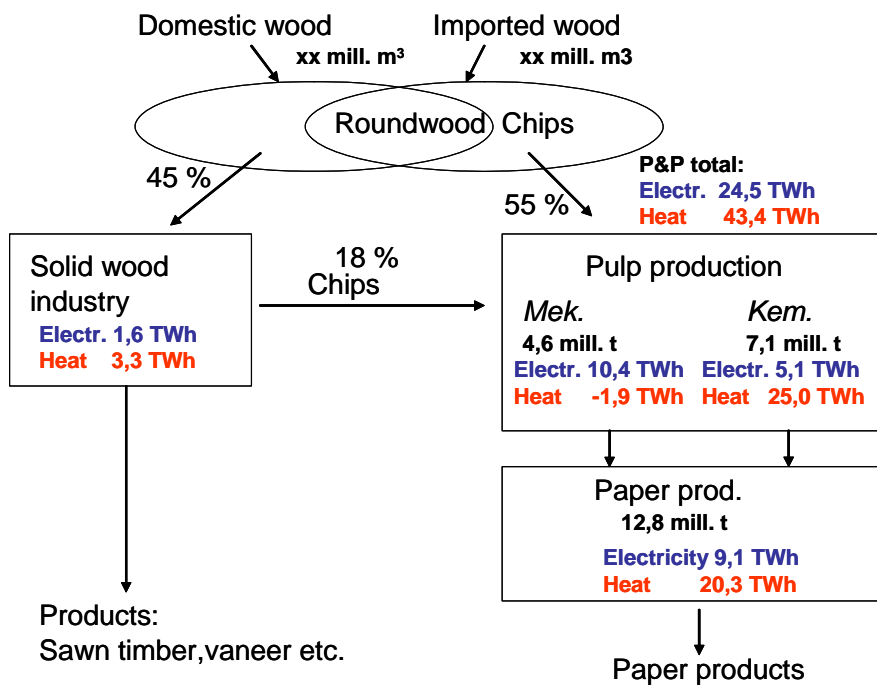 Domestic wood
xx mill. m³
Imported wood
xx mill. m3
Roundwood Chips
45 %
55 %
P&P total:
Electr. 24,5 TWh
Heat 43,4 TWh
Solid wood
industry
Electr. 1,6 TWh
Heat 3,3 TWh
18 %
Chips
Pulp production
Mek.
4,6 mill. t
Electr. 10,4 TWh
Heat -1,9 TWh
Kem.
7,1 mill. t
Electr. 5,1 TWh
Heat 25,0 TWh
Paper prod.
12,8 mill. t
Electricity 9,1 TWh
Heat 20,3 TWh
Products:
Sawn timber,vaneer etc.
Paper products